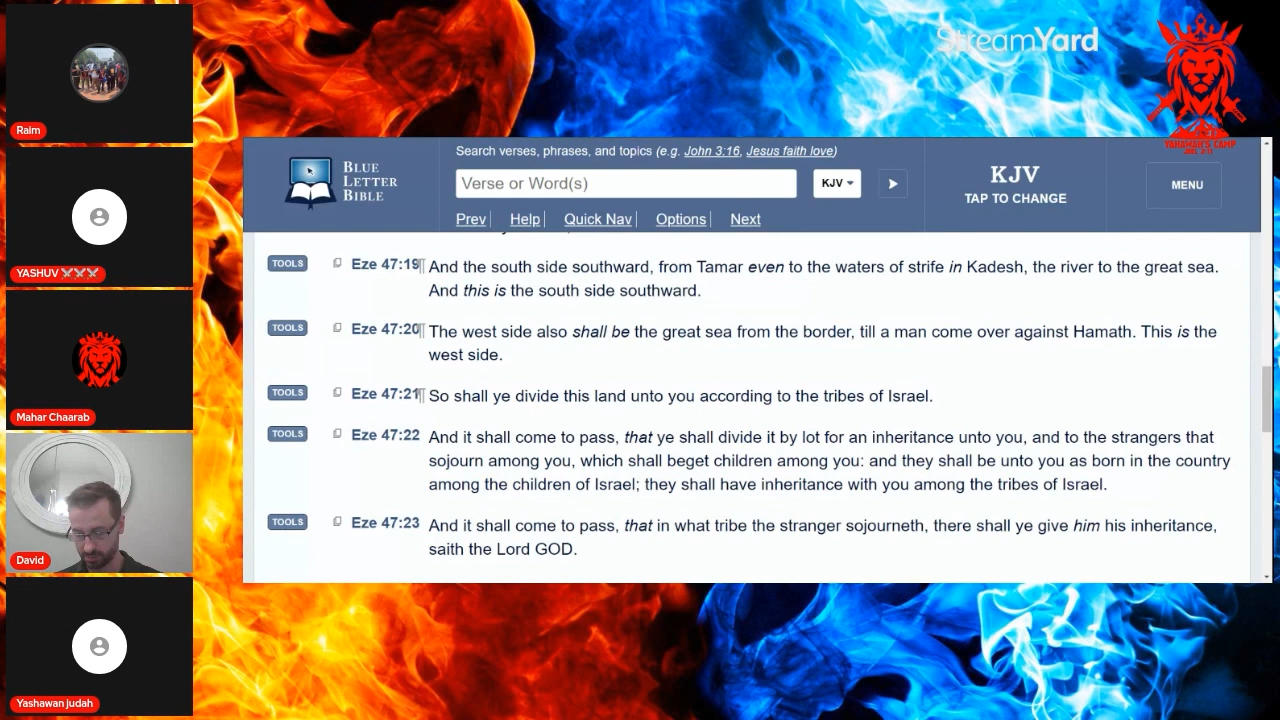 Raim
YASHUV ⚔⚔⚔
Mahar Chaarab
David
Yashawan judah
StreamYard
YAHAWAH'S CAMP
BLUE
LETTER
BIBLE
Search verses, phrases, and topics (e.g. John 3:16, Jesus faith love)
Verse or Word(s)
KJV
Prev Help Quick Nav Options Next
KJV
TAP TO CHANGE
MENU
TOOLS Eze 47:19¶ And the south side southward, from Tamar even to the waters of strife in Kadesh, the river to the great sea.
And this is the south side southward.
TOOLS Eze 47:20¶ The west side also shall be the great sea from the border, till a man come over against Hamath. This is the
west side.
TOOLS Eze 47:21¶ So shall ye divide this land unto you according to the tribes of Israel.
TOOLS Eze 47:22 And it shall come to pass, that ye shall divide it by lot for an inheritance unto you, and to the strangers that
sojourn among you, which shall beget children among you: and they shall be unto you as born in the country
among the children of Israel; they shall have inheritance with you among the tribes of Israel.
TOOLS Eze 47:23 And it shall come to pass, that in what tribe the stranger sojourneth, there shall ye give him his inheritance,
saith the Lord GOD.